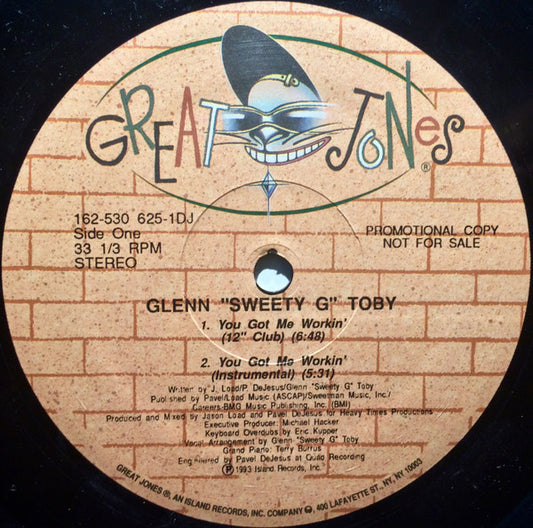 GREAT JONES®
162-530 625-1DJ
Side One
33 1/3 RPM
STEREO
PROMOTIONAL COPY
NOT FOR SALE
GLENN "SWEETY G" TOBY
1. You Got Me Workin'
(12" Club) (6:48)
2. You Got Me Workin'
(Instrumental) (5:31)
Written by J. Load/P. DeJesus/Glenn "Sweety G" Toby
Published by Pavel/Load Music (ASCAP)/Sweetman Music, Inc./
Careers-BMG Music Publishing, Inc. (BMI)
Produced and Mixed by Jason Load and Pavel DeJesus for Heavy Times Productions
Executive Producer: Michael Hacker
Keyboard Overdubs by Eric Kupper
Vocal Arrangement by Glenn "Sweety G" Toby
Grand Piano: Terry Burrus
Engineered by Pavel DeJesus at Quad Recording
℗ 1993 Island Records, Inc.
GREAT JONES®, AN ISLAND RECORDS, INC. COMPANY, 400 LAFAYETTE ST., NY, NY 10003